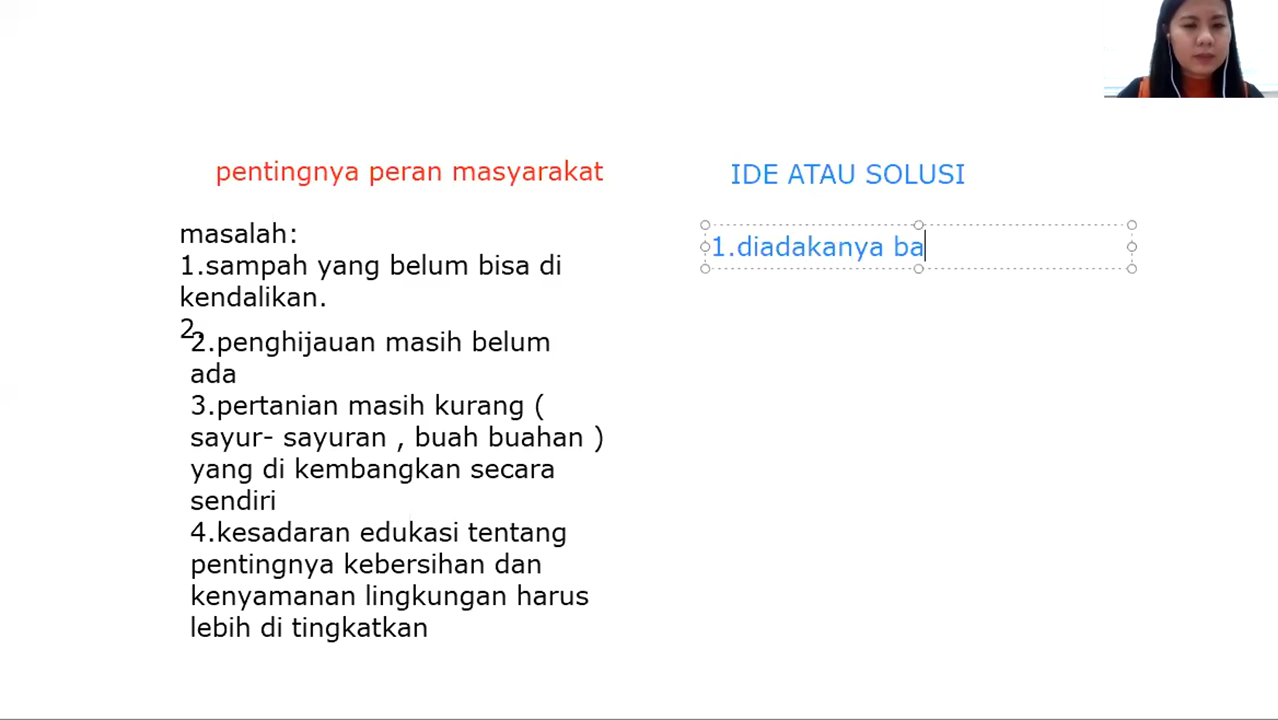 pentingnya peran masyarakat
masalah:
1.sampah yang belum bisa di
kendalikan.
2.
2.penghijauan masih belum
ada
3.pertanian masih kurang (
sayur- sayuran , buah buahan )
yang di kembangkan secara
sendiri
4.kesadaran edukasi tentang
pentingnya kebersihan dan
kenyamanan lingkungan harus
lebih di tingkatkan
IDE ATAU SOLUSI
1.diadakanya ba